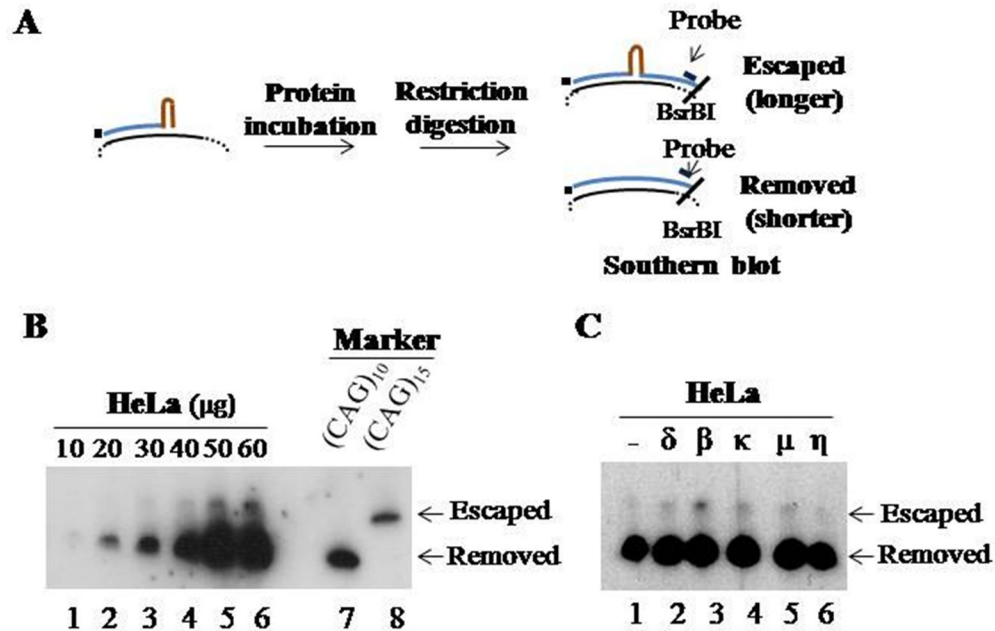 A
Protein
incubation
Restriction
digestion
Probe
BsrBI
Escaped
(longer)
Probe
BsrBI
Removed
(shorter)
Southern blot
B
HeLa (μg)
10 20 30 40 50 60
Marker
(CAG)10
(CAG)15
Escaped
Removed
1 2 3 4 5 6 7 8
C
HeLa
- δ β κ μ η
Escaped
Removed
1 2 3 4 5 6